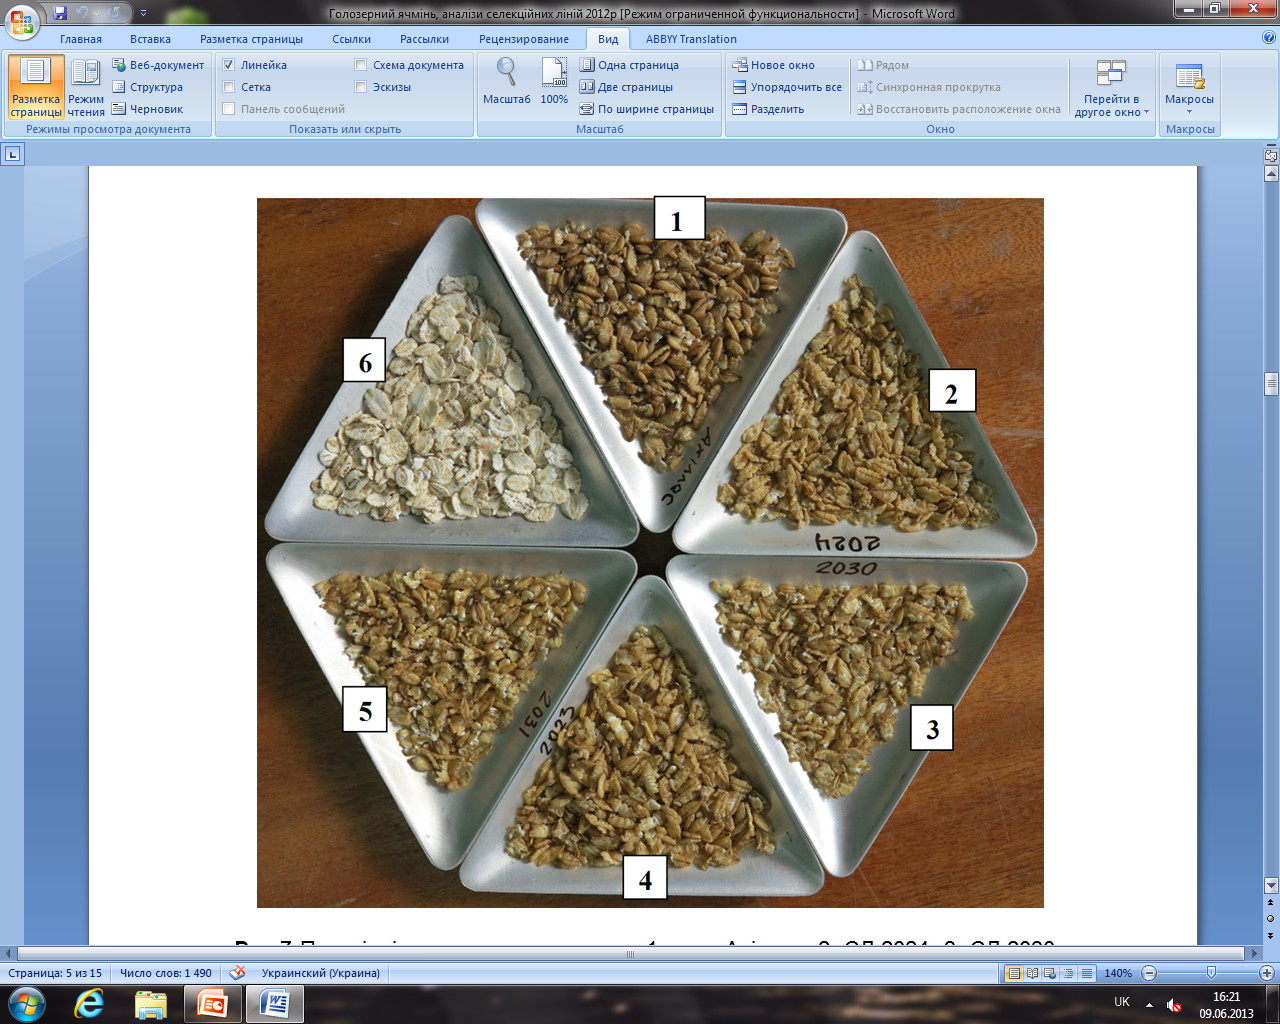 Голозерний ячмінь, аналізи селекційних ліній 2012р [Режим ограниченной функциональности] - Microsoft Word
Главная Вставка Разметка страницы Ссылки Рассылки Рецензирование Вид ABBYY Translation
Разметка страницы
Режим чтения
Веб-документ
Структура
Черновик
Режимы просмотра документа
Линейка
Сетка
Панель сообщений
Схема документа
Эскизы
Показать или скрыть
Масштаб
100%
Одна страница
Две страницы
По ширине страницы
Масштаб
Новое окно
Упорядочить все
Разделить
Рядом
Синхронная прокрутка
Восстановить расположение окна
Перейти в другое окно
Окно
Макросы
Макросы
1
6
2
Ахіллес
2024
2030
5
2031
2023
3
4
Страница: 5 из 15 Число слов: 1 490 Украинский (Украина) 140%
UK 16:21
09.06.2013